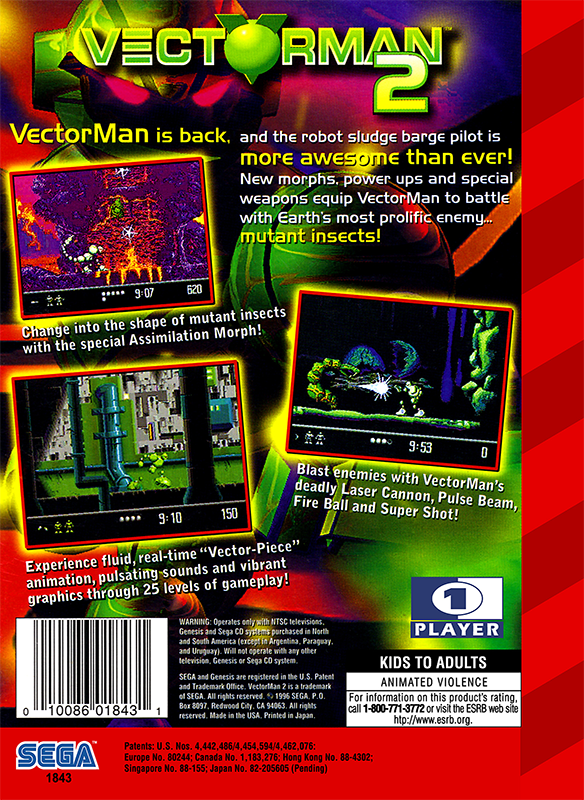 VECTORMAN™
2
VectorMan is back, and the robot sludge barge pilot is
more awesome than ever!
New morphs, power ups and special
weapons equip VectorMan to battle
with Earth's most prolific enemy...
mutant insects!
9:07 620
Change into the shape of mutant insects
with the special Assimilation Morph!
9:53 0
Blast enemies with VectorMan's
deadly Laser Cannon, Pulse Beam,
Fire Ball and Super Shot!
9:10 150
Experience fluid, real-time "Vector-Piece"
animation, pulsating sounds and vibrant
graphics through 25 levels of gameplay!
1
PLAYER
KIDS TO ADULTS
ANIMATED VIOLENCE
For information on this product's rating,
call 1-800-771-3772 or visit the ESRB web site
http://www.esrb.org.
WARNING: Operates only with NTSC televisions,
Genesis and Sega CD systems purchased in North
and South America (except in Argentina, Paraguay,
and Uruguay). Will not operate with any other
television, Genesis or Sega CD system.
SEGA and Genesis are registered in the U.S. Patent
and Trademark Office. VectorMan 2 is a trademark
of SEGA. All rights reserved. © 1996 SEGA, P.O.
Box 8097, Redwood City, CA 94063. All rights
reserved. Made in the USA. Printed in Japan.
0 10086 01843 1
SEGA
1843
Patents: U.S. Nos. 4,442,486/4,454,594/4,462,076;
Europe No. 80244; Canada No. 1,183,276; Hong Kong No. 88-4302;
Singapore No. 88-155; Japan No. 82-205605 (Pending)